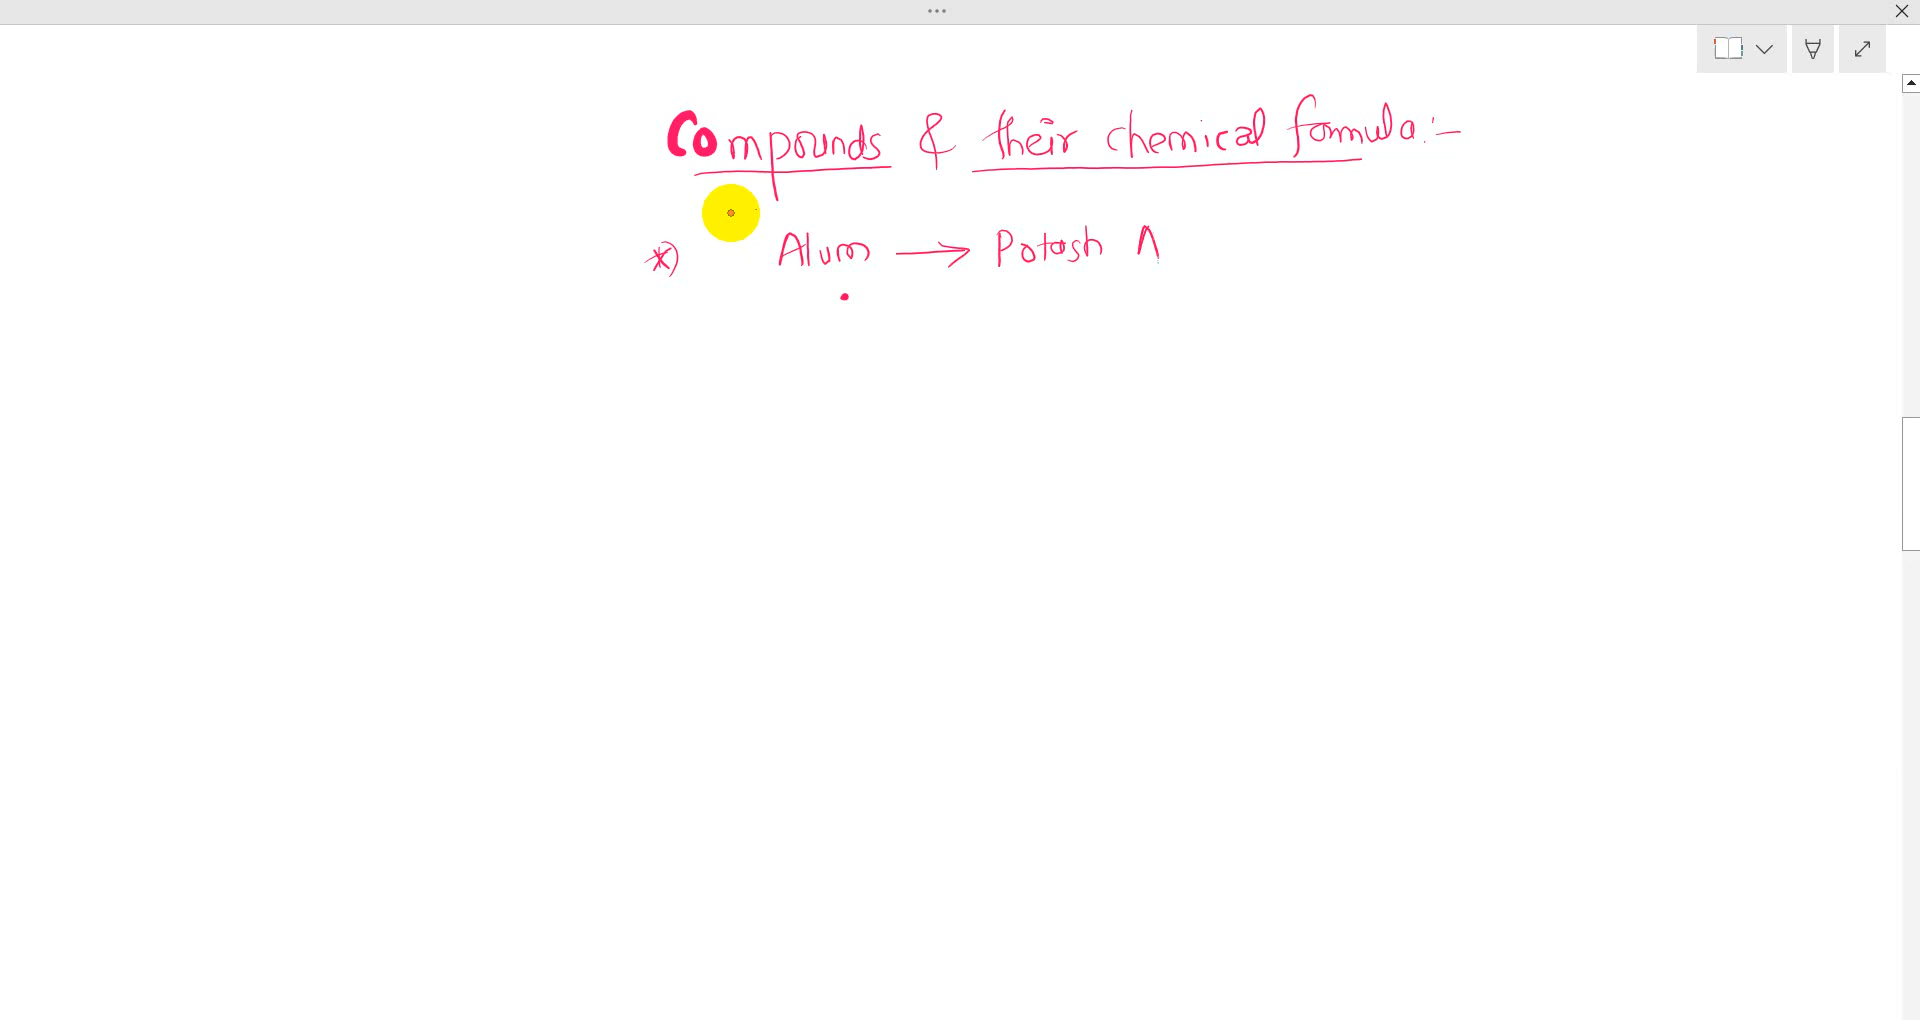 Compounds & their chemical formula:-
*) Alum → Potash A